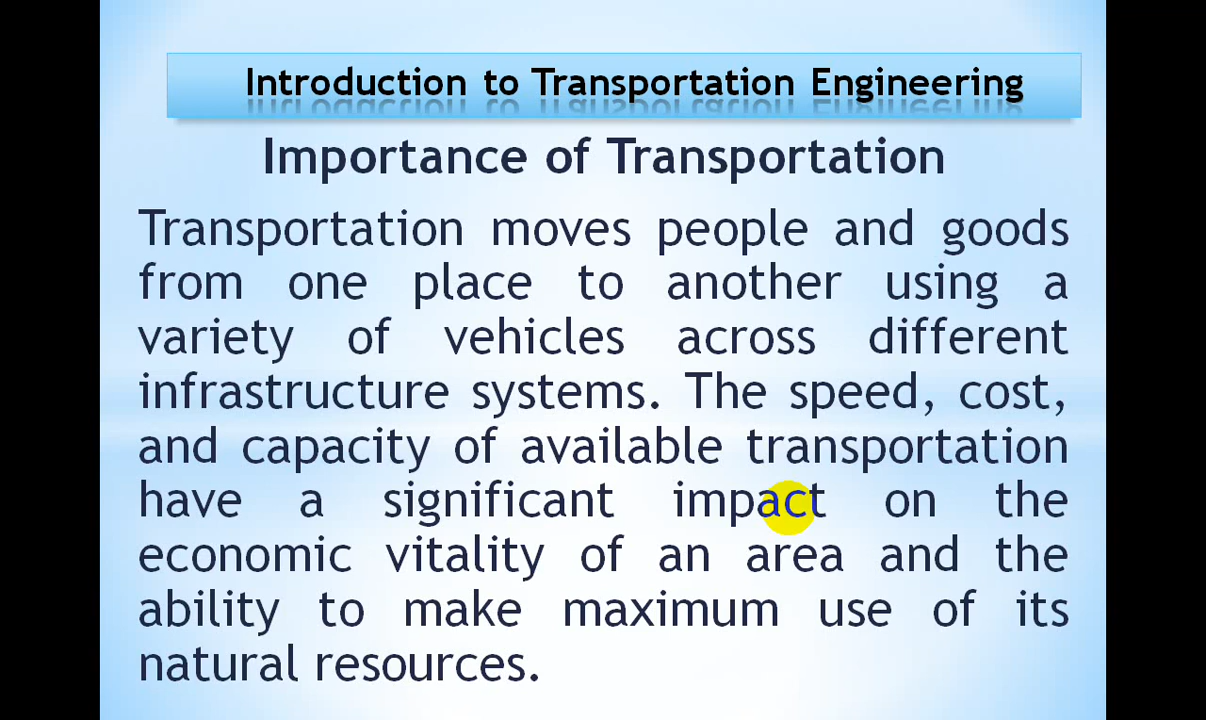 Introduction to Transportation Engineering
Importance of Transportation
Transportation moves people and goods
from one place to another using a
variety of vehicles across different
infrastructure systems. The speed, cost,
and capacity of available transportation
have a significant impact on the
economic vitality of an area and the
ability to make maximum use of its
natural resources.